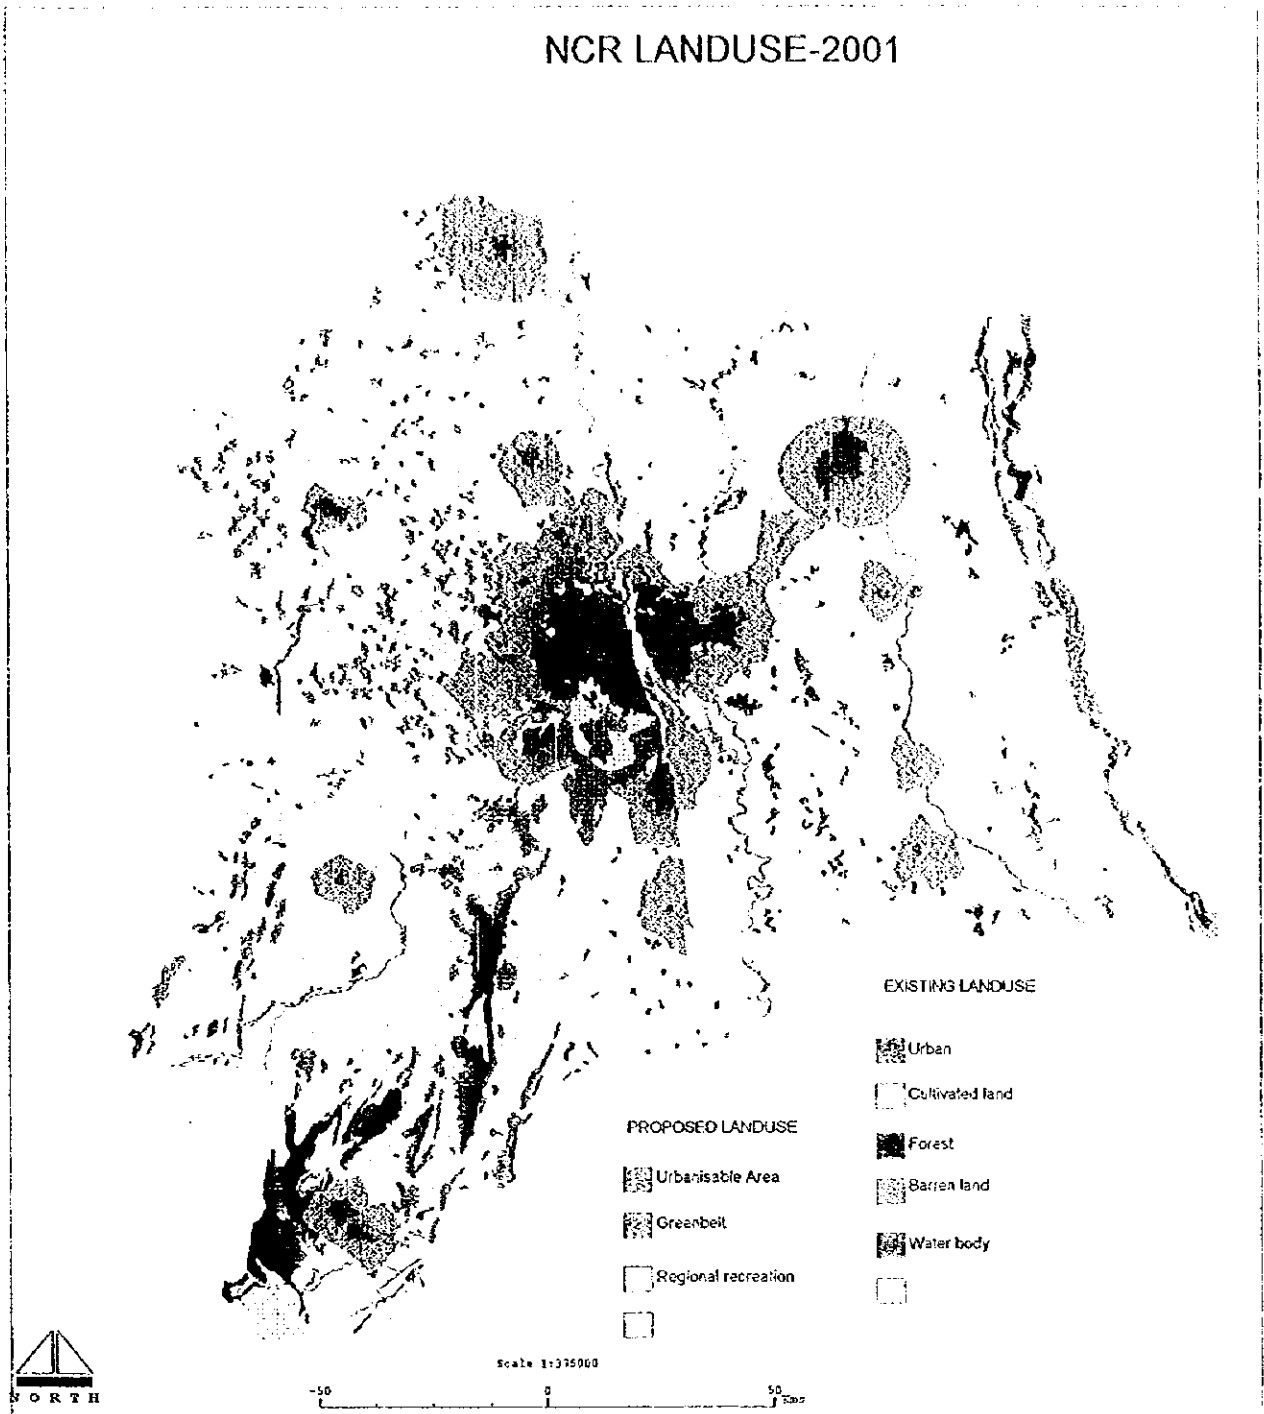 NCR LANDUSE-2001
EXISTING LANDUSE
Urban
Cultivated land
Forest
Barren land
Water body
PROPOSED LANDUSE
Urbanisable Area
Greenbelt
Regional recreation
Scale 1:375000
-50 0 50
NORTH